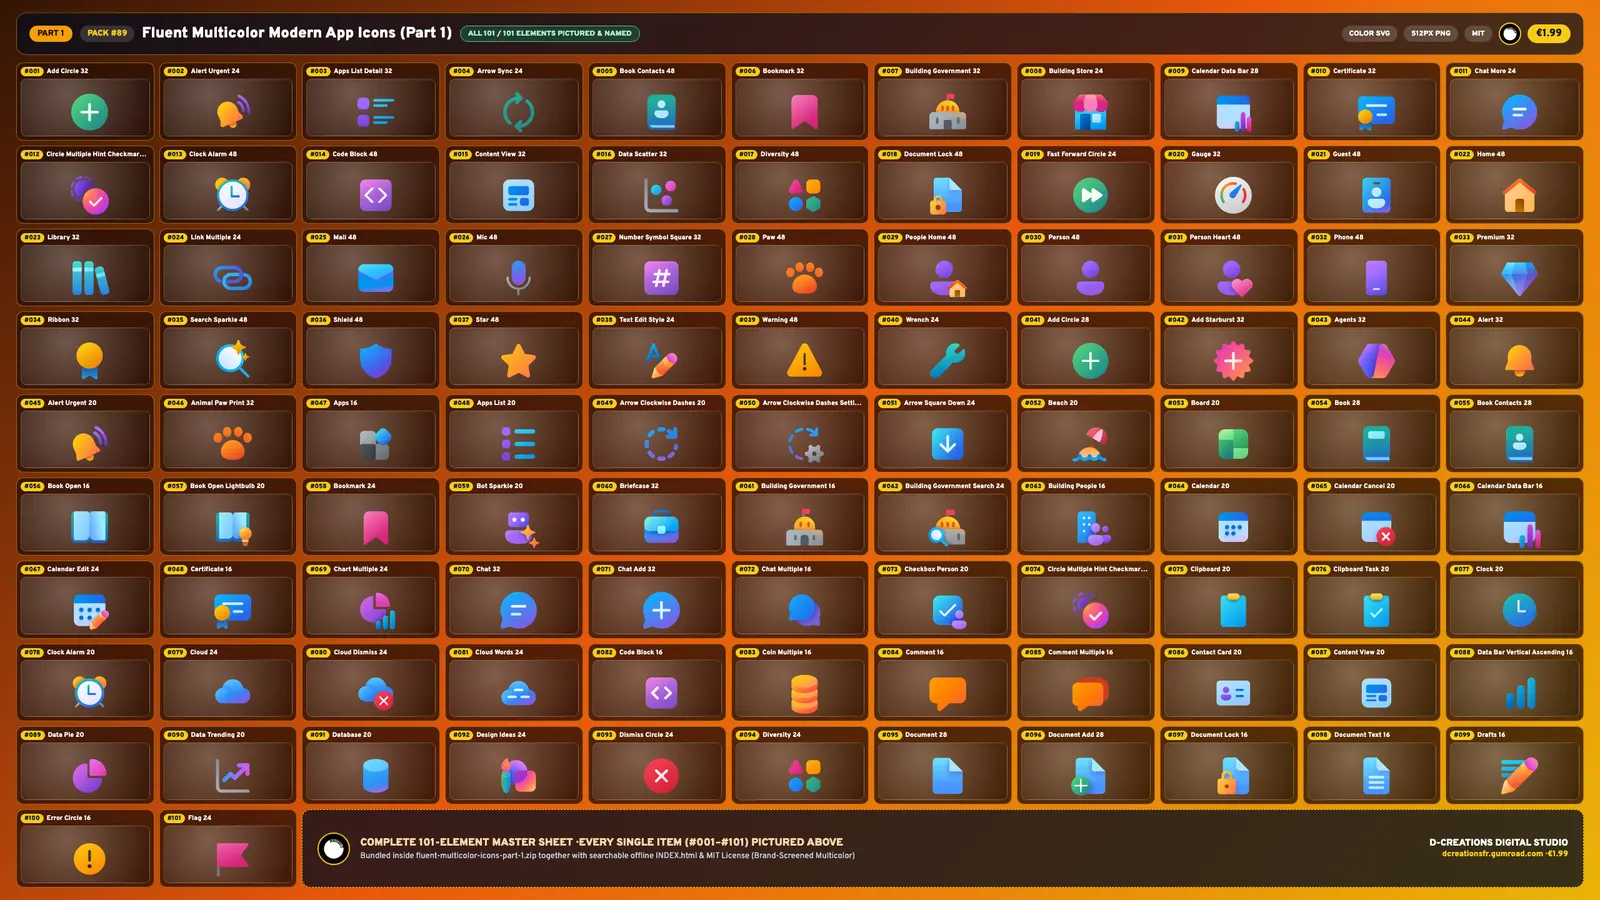 PART 1 PACK #89 Fluent Multicolor Modern App Icons (Part 1) ALL 101 / 101 ELEMENTS PICTURED & NAMED COLOR SVG 512PX PNG MIT €1.99
#001 Add Circle 32 #002 Alert Urgent 24 #003 Apps List Detail 32 #004 Arrow Sync 24 #005 Book Contacts 48 #006 Bookmark 32 #007 Building Government 32 #008 Building Store 24 #009 Calendar Data Bar 28 #010 Certificate 32 #011 Chat More 24
#012 Circle Multiple Hint Checkmar... #013 Clock Alarm 48 #014 Code Block 48 #015 Content View 32 #016 Data Scatter 32 #017 Diversity 48 #018 Document Lock 48 #019 Fast Forward Circle 24 #020 Gauge 32 #021 Guest 48 #022 Home 48
#023 Library 32 #024 Link Multiple 24 #025 Mail 48 #026 Mic 48 #027 Number Symbol Square 32 #028 Paw 48 #029 People Home 48 #030 Person 48 #031 Person Heart 48 #032 Phone 48 #033 Premium 32
#
#034 Ribbon 32 #035 Search Sparkle 48 #036 Shield 48 #037 Star 48 #038 Text Edit Style 24 #039 Warning 48 #040 Wrench 24 #041 Add Circle 28 #042 Add Starburst 32 #043 Agents 32 #044 Alert 32
A
#045 Alert Urgent 20 #046 Animal Paw Print 32 #047 Apps 16 #048 Apps List 20 #049 Arrow Clockwise Dashes 20 #050 Arrow Clockwise Dashes Setti... #051 Arrow Square Down 24 #052 Beach 20 #053 Board 20 #054 Book 28 #055 Book Contacts 28
#056 Book Open 16 #057 Book Open Lightbulb 20 #058 Bookmark 24 #059 Bot Sparkle 20 #060 Briefcase 32 #061 Building Government 16 #062 Building Government Search 24 #063 Building People 16 #064 Calendar 20 #065 Calendar Cancel 20 #066 Calendar Data Bar 16
#067 Calendar Edit 24 #068 Certificate 16 #069 Chart Multiple 24 #070 Chat 32 #071 Chat Add 32 #072 Chat Multiple 16 #073 Checkbox Person 20 #074 Circle Multiple Hint Checkmar... #075 Clipboard 20 #076 Clipboard Task 20 #077 Clock 20
#078 Clock Alarm 20 #079 Cloud 24 #080 Cloud Dismiss 24 #081 Cloud Words 24 #082 Code Block 16 #083 Coin Multiple 16 #084 Comment 16 #085 Comment Multiple 16 #086 Contact Card 20 #087 Content View 20 #088 Data Bar Vertical Ascending 16
#089 Data Pie 20 #090 Data Trending 20 #091 Database 20 #092 Design Ideas 24 #093 Dismiss Circle 24 #094 Diversity 24 #095 Document 28 #096 Document Add 28 #097 Document Lock 16 #098 Document Text 16 #099 Drafts 16
#100 Error Circle 16 #101 Flag 24
COMPLETE 101-ELEMENT MASTER SHEET · EVERY SINGLE ITEM (#001–#101) PICTURED ABOVE
Bundled inside fluent-multicolor-icons-part-1.zip together with searchable offline INDEX.html & MIT License (Brand-Screened Multicolor)
D-CREATIONS DIGITAL STUDIO
dcreationsfr.gumroad.com · €1.99